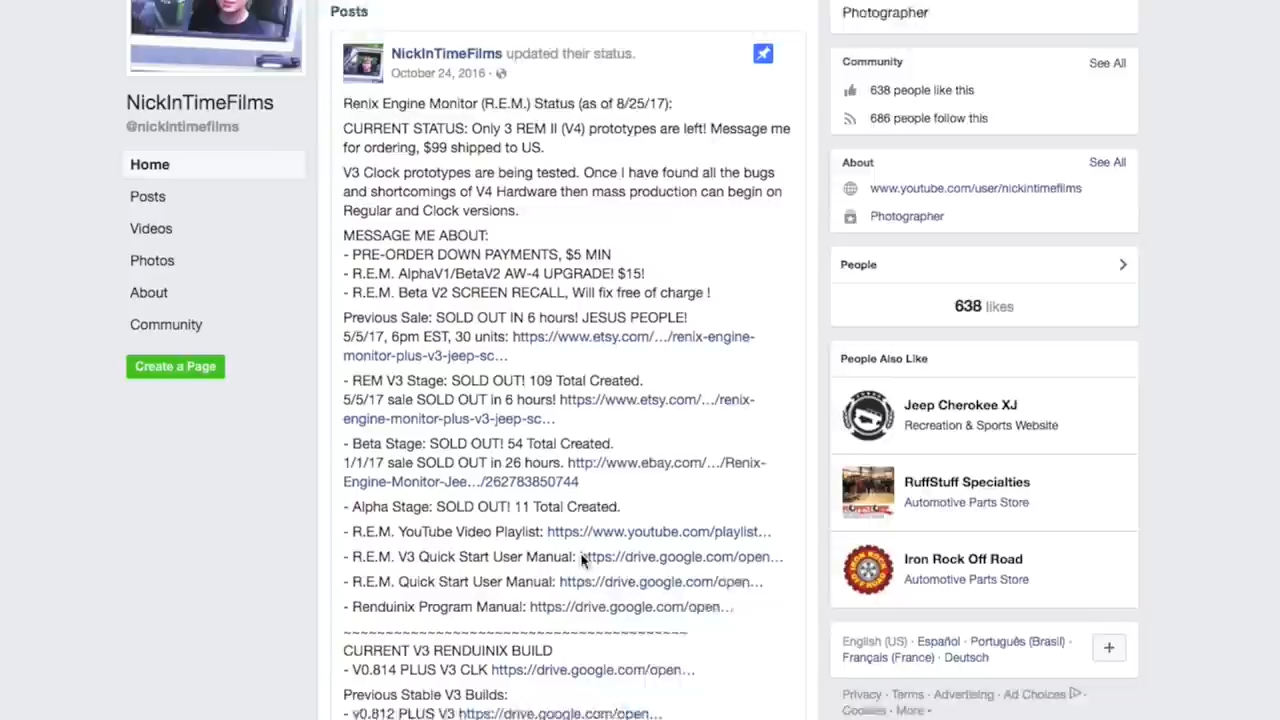 Posts
Photographer
NickInTimeFilms updated their status.
October 24, 2016 ·
Renix Engine Monitor (R.E.M.) Status (as of 8/25/17):
CURRENT STATUS: Only 3 REM II (V4) prototypes are left! Message me
for ordering, $99 shipped to US.
V3 Clock prototypes are being tested. Once I have found all the bugs
and shortcomings of V4 Hardware then mass production can begin on
Regular and Clock versions.
MESSAGE ME ABOUT:
- PRE-ORDER DOWN PAYMENTS, $5 MIN
- R.E.M. AlphaV1/BetaV2 AW-4 UPGRADE! $15!
- R.E.M. Beta V2 SCREEN RECALL, Will fix free of charge !
Previous Sale: SOLD OUT IN 6 hours! JESUS PEOPLE!
5/5/17, 6pm EST, 30 units: https://www.etsy.com/.../renix-engine-
monitor-plus-v3-jeep-sc...
- REM V3 Stage: SOLD OUT! 109 Total Created.
5/5/17 sale SOLD OUT in 6 hours! https://www.etsy.com/.../renix-
engine-monitor-plus-v3-jeep-sc...
- Beta Stage: SOLD OUT! 54 Total Created.
1/1/17 sale SOLD OUT in 26 hours. http://www.ebay.com/.../Renix-
Engine-Monitor-Jee.../262783850744
- Alpha Stage: SOLD OUT! 11 Total Created.
- R.E.M. YouTube Video Playlist: https://www.youtube.com/playlist...
- R.E.M. V3 Quick Start User Manual: https://drive.google.com/open...
- R.E.M. Quick Start User Manual: https://drive.google.com/open...
- Renduinix Program Manual: https://drive.google.com/open...
~~~~~~~~~~~~~~~~~~~~~~~~~~~~~~~~~~~~~~~~~
CURRENT V3 RENDUINIX BUILD
- V0.814 PLUS V3 CLK https://drive.google.com/open...
Previous Stable V3 Builds:
- v0.812 PLUS V3 https://drive.google.com/open...
NickInTimeFilms
@nickintimefilms
Home
Posts
Videos
Photos
About
Community
Create a Page
Community
See All
638 people like this
686 people follow this
About
See All
www.youtube.com/user/nickintimefilms
Photographer
People
638 likes
People Also Like
Jeep Cherokee XJ
Recreation & Sports Website
RuffStuff Specialties
Automotive Parts Store
Iron Rock Off Road
Automotive Parts Store
English (US) · Español · Português (Brasil) ·
Français (France) · Deutsch
Privacy · Terms · Advertising · Ad Choices ·
Cookies · More